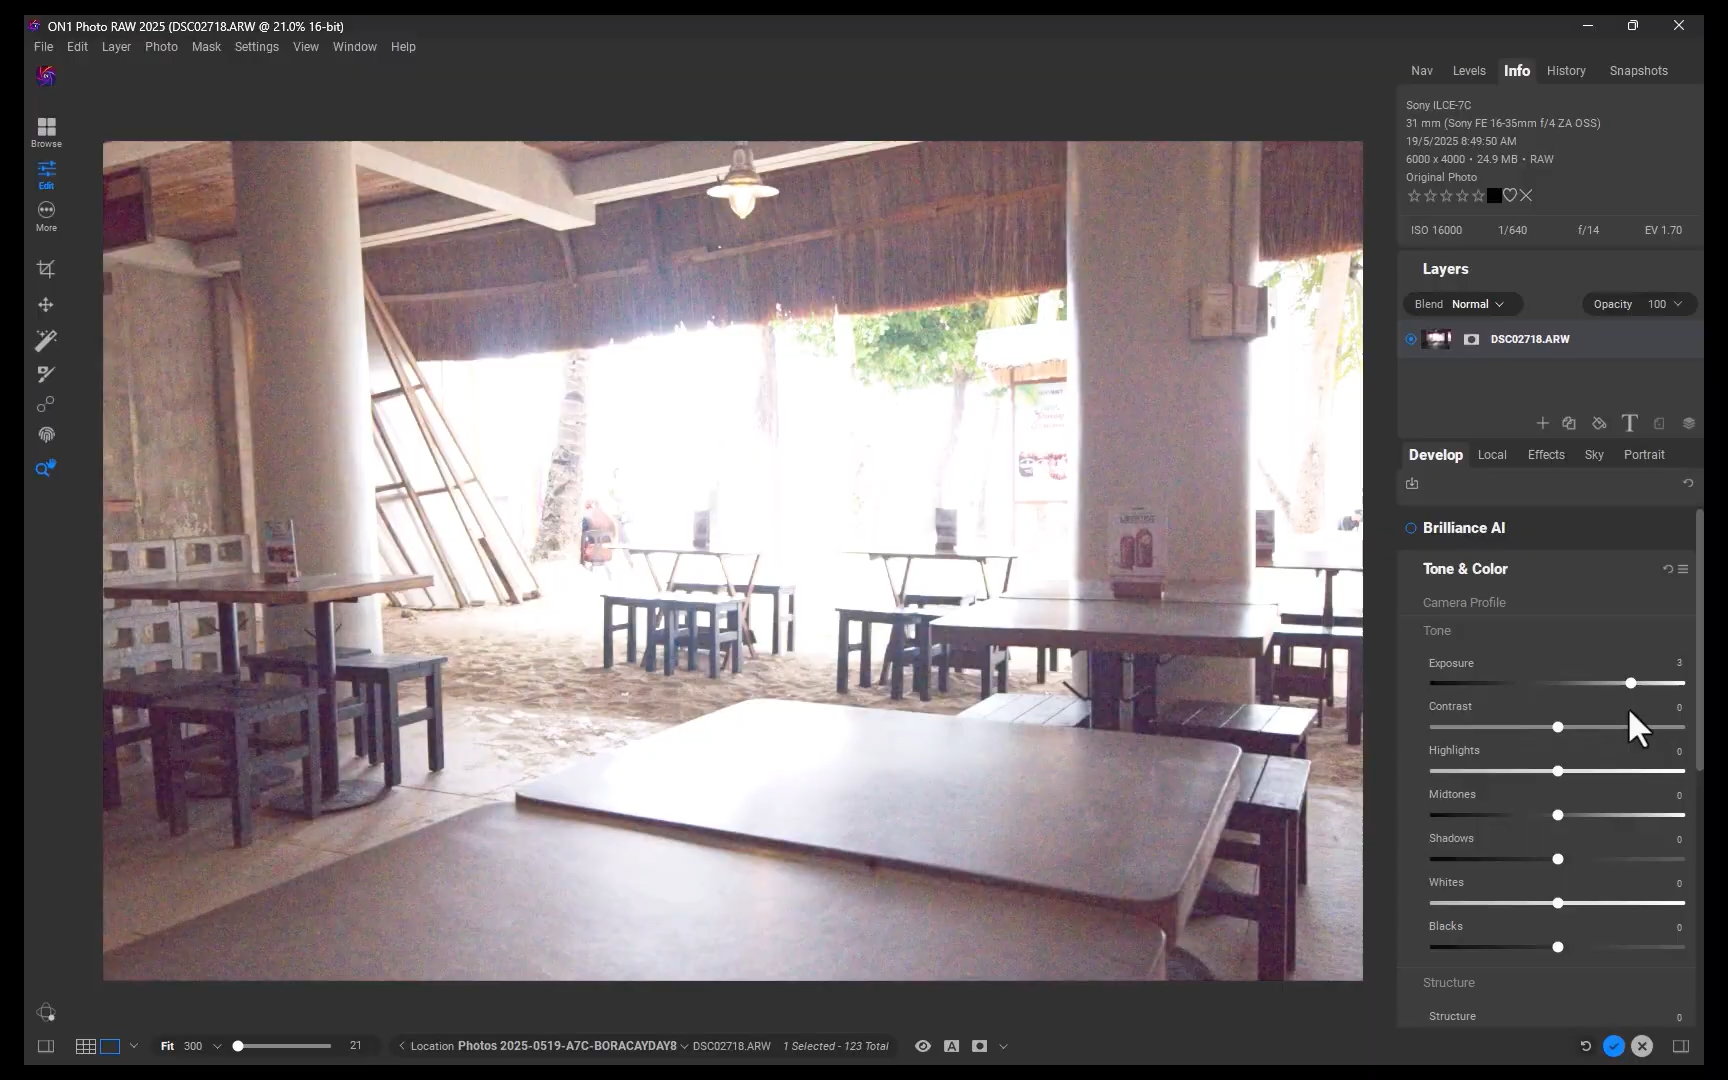 ON1 Photo RAW 2025 (DSC02718.ARW @ 21.0% 16-bit)
File Edit Layer Photo Mask Settings View Window Help
Nav Levels Info History Snapshots
Sony ILCE-7C
31 mm (Sony FE 16-35mm f/4 ZA OSS)
19/5/2025 8:49:50 AM
6000 x 4000 • 24.9 MB • RAW
Original Photo
ISO 16000 1/640 f/14 EV 1.70
Browse
Edit
More
Layers
Blend Normal Opacity 100
DSC02718.ARW
T
Develop Local Effects Sky Portrait
Brilliance AI
Tone & Color
Camera Profile
Tone
Exposure 3
Contrast 0
Highlights 0
Midtones 0
Shadows 0
Whites 0
Blacks 0
Structure
Structure 0
Fit 300 21 Location Photos 2025-0519-A7C-BORACAYDAY8 DSC02718.ARW 1 Selected - 123 Total A